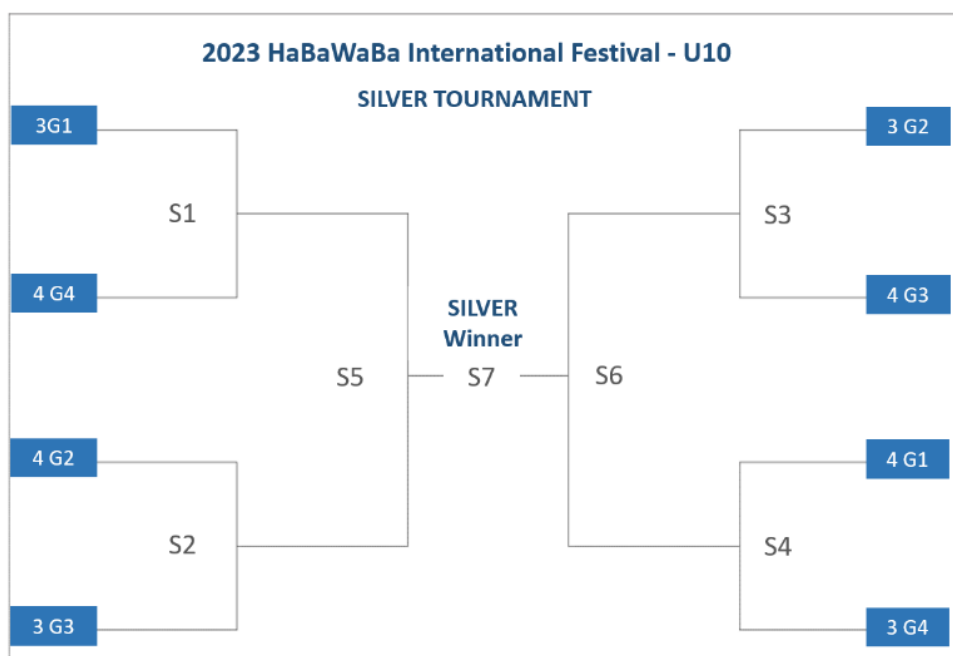 2023 HaBaWaBa International Festival - U10
SILVER TOURNAMENT
3G1
3 G2
S1
S3
4 G4
4 G3
SILVER
Winner
S5
S7
S6
4 G2
4 G1
S2
S4
3 G3
3 G4